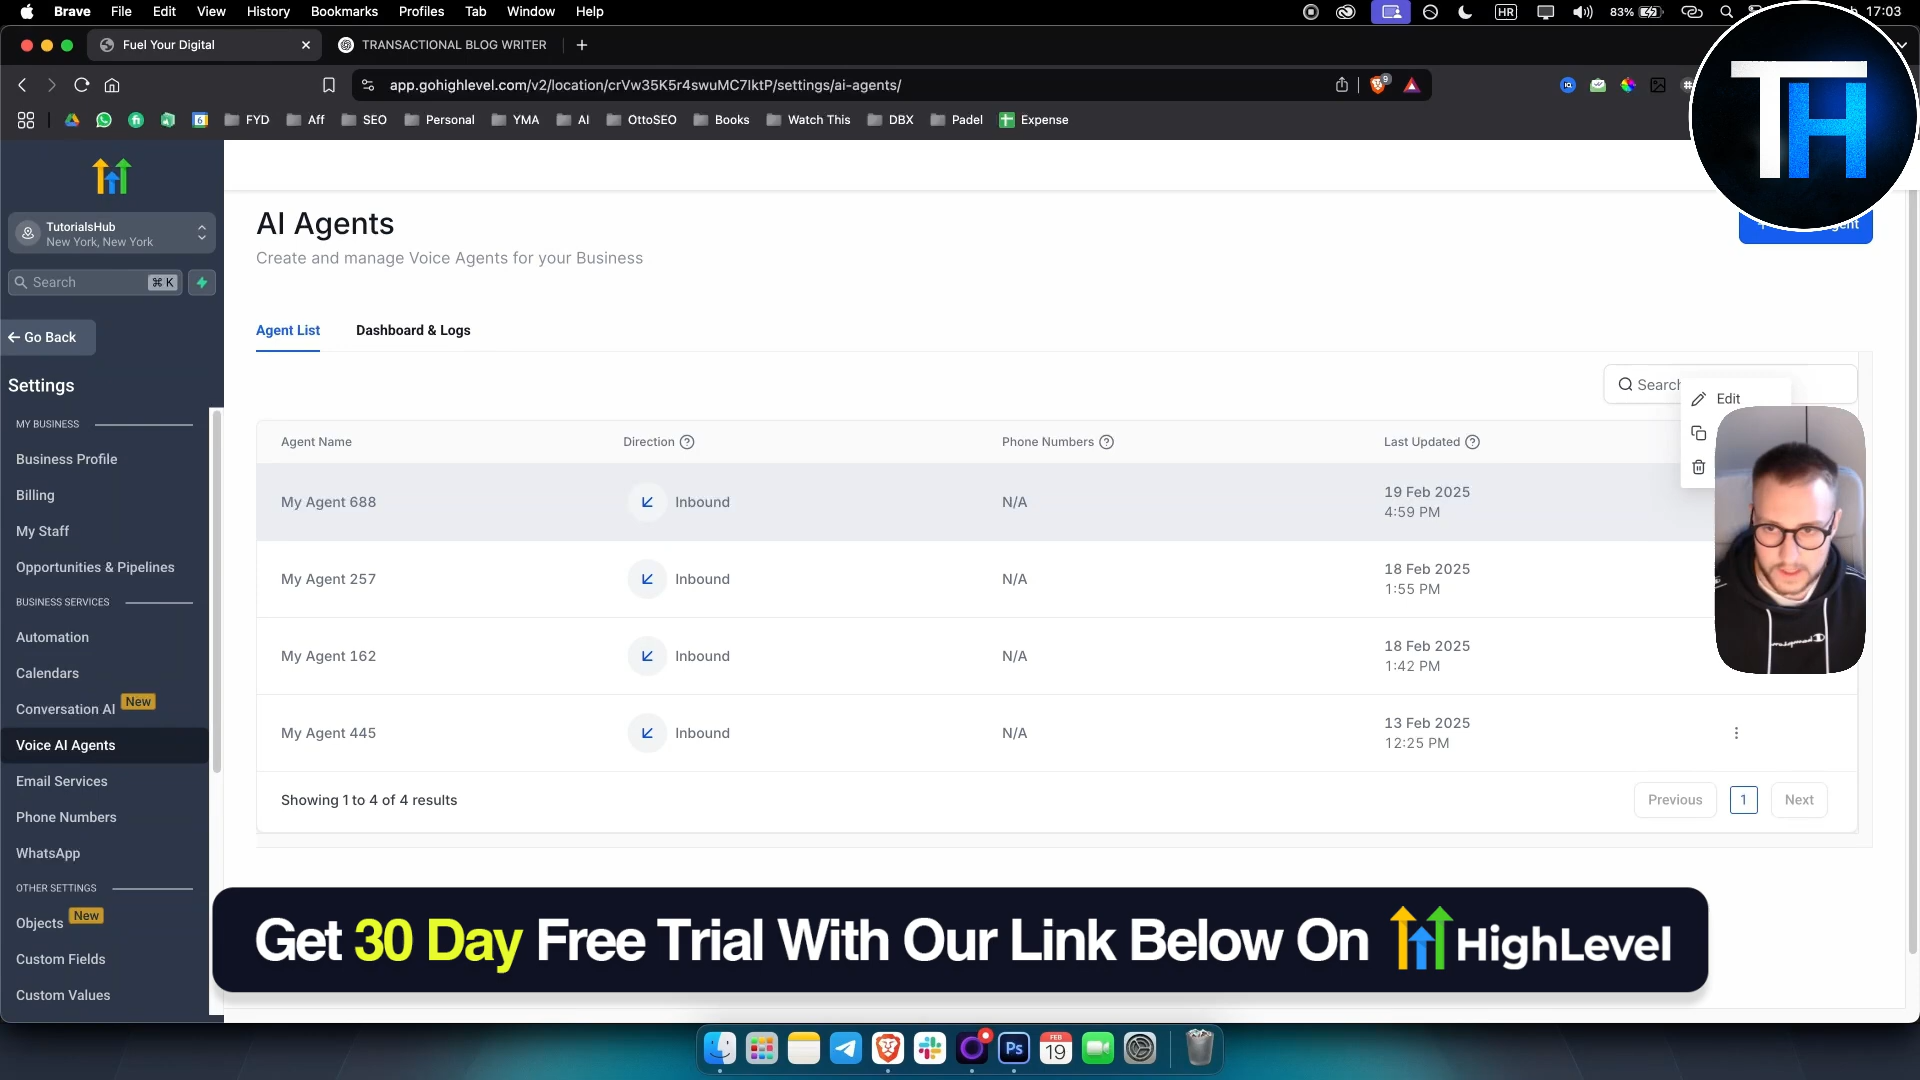 Brave File Edit View History Bookmarks Profiles Tab Window Help
HR 83% 17:03
Fuel Your Digital
TRANSACTIONAL BLOG WRITER
app.gohighlevel.com/v2/location/crVw35K5r4swuMC7IktP/settings/ai-agents/
9
6 FYD Aff SEO Personal YMA AI OttoSEO Books Watch This DBX Padel Expense
TH
TutorialsHub
New York, New York
Search ⌘ K
Go Back
Settings
MY BUSINESS
Business Profile
Billing
My Staff
Opportunities & Pipelines
BUSINESS SERVICES
Automation
Calendars
Conversation AI New
Voice AI Agents
Email Services
Phone Numbers
WhatsApp
OTHER SETTINGS
Objects New
Custom Fields
Custom Values
AI Agents
Create and manage Voice Agents for your Business
Agent List Dashboard & Logs
Search
Edit
Agent Name Direction Phone Numbers Last Updated
My Agent 688 Inbound N/A 19 Feb 2025
4:59 PM
My Agent 257 Inbound N/A 18 Feb 2025
1:55 PM
My Agent 162 Inbound N/A 18 Feb 2025
1:42 PM
My Agent 445 Inbound N/A 13 Feb 2025
12:25 PM
Showing 1 to 4 of 4 results
Previous 1 Next
Get 30 Day Free Trial With Our Link Below On HighLevel
Ps FEB 19